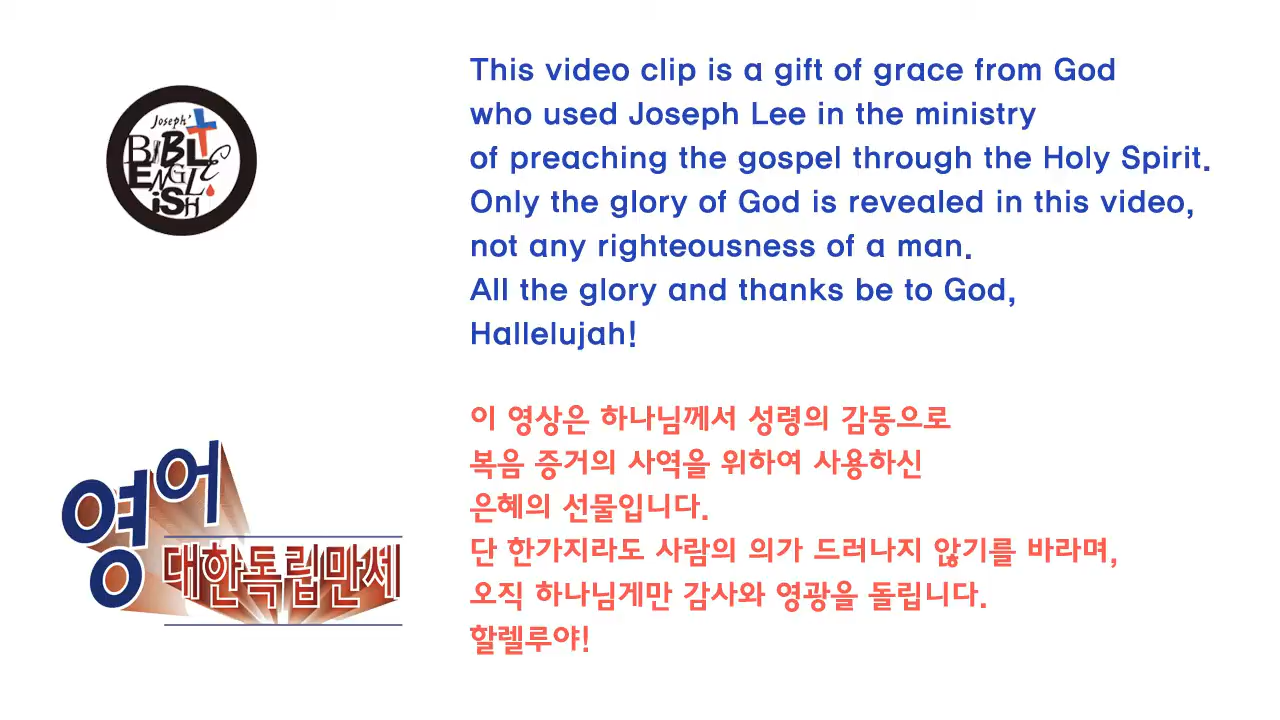 Joseph'
BIBLE
ENGL
iSH
This video clip is a gift of grace from God
who used Joseph Lee in the ministry
of preaching the gospel through the Holy Spirit.
Only the glory of God is revealed in this video,
not any righteousness of a man.
All the glory and thanks be to God,
Hallelujah!
영어
대한독립만세
이 영상은 하나님께서 성령의 감동으로
복음 증거의 사역을 위하여 사용하신
은혜의 선물입니다.
단 한가지라도 사람의 의가 드러나지 않기를 바라며,
오직 하나님게만 감사와 영광을 돌립니다.
할렐루야!